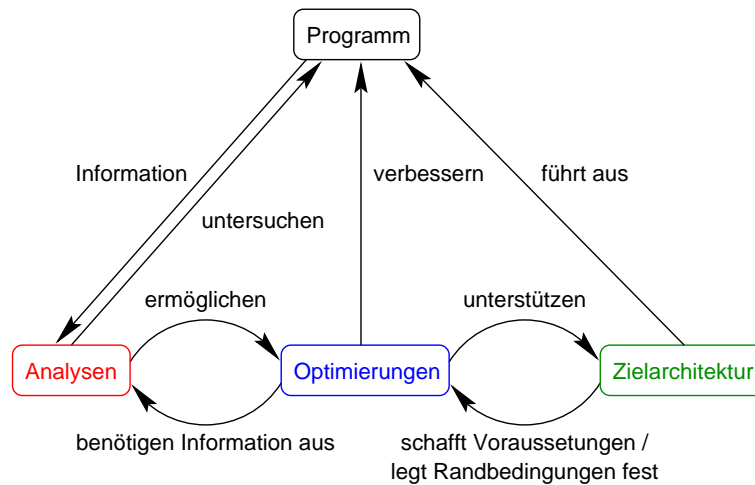 Programm
Information
verbessern
führt aus
untersuchen
ermöglichen
unterstützen
Analysen
Optimierungen
Zielarchitektur
benötigen Information aus
schafft Voraussetungen /
legt Randbedingungen fest